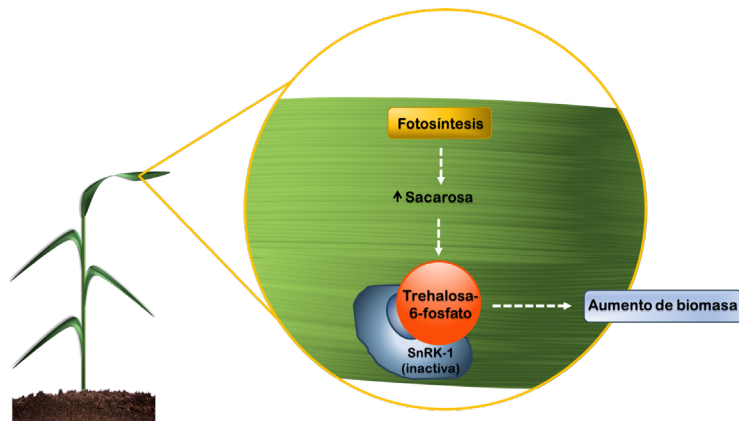 Fotosíntesis
Sacarosa
Trehalosa-
6-fosfato
Aumento de biomasa
SnRK-1
(inactiva)